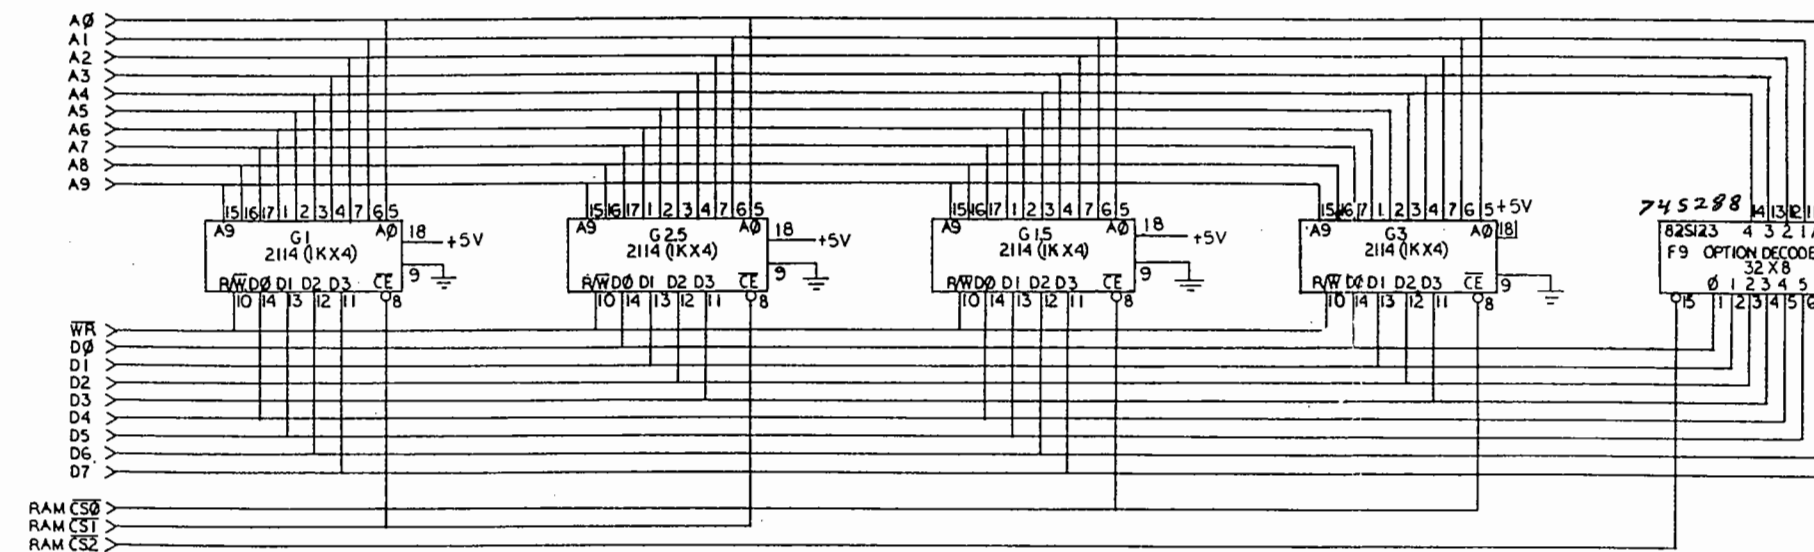 AØ
A1
A2
A3
A4
A5
A6
A7
A8
A9
15 16 17 1 2 3 4 7 6 5
A9 AØ
G1
2114 (1KX4)
18 +5V
9
R/W̅ DØ D1 D2 D3 C̅E̅
10 14 13 12 11 8
15 16 17 1 2 3 4 7 6 5
A9 AØ
G2.5
2114 (1KX4)
18 +5V
9
R/W̅ DØ D1 D2 D3 C̅E̅
10 14 13 12 11 8
15 16 17 1 2 3 4 7 6 5
A9 AØ
G1.5
2114 (1KX4)
18 +5V
9
R/W̅ DØ D1 D2 D3 C̅E̅
10 14 13 12 11 8
15 16 17 1 2 3 4 7 6 5 +5V
A9 AØ 18
G3
2114 (1KX4)
R/W̅ DØ D1 D2 D3 C̅E̅ 9
10 14 13 12 11 8
74S288
14 13 12 11
82S123 4 3 2 1
F9 OPTION DECODE
32 X 8
Ø 1 2 3 4 5
15 1 2 3 4 5 6
W̅R̅
DØ
D1
D2
D3
D4
D5
D6
D7
RAM C̅S̅Ø̅
RAM C̅S̅1̅
RAM C̅S̅2̅